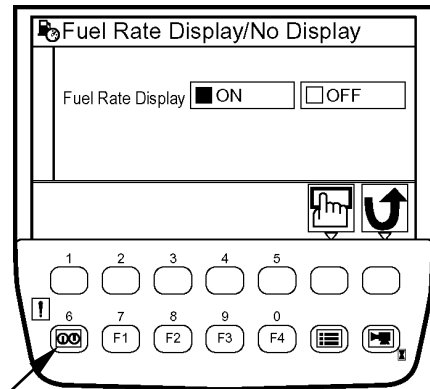 Fuel Rate Display/No Display
Fuel Rate Display ON OFF
1 2 3 4 5
6 7 8 9 0
F1 F2 F3 F4